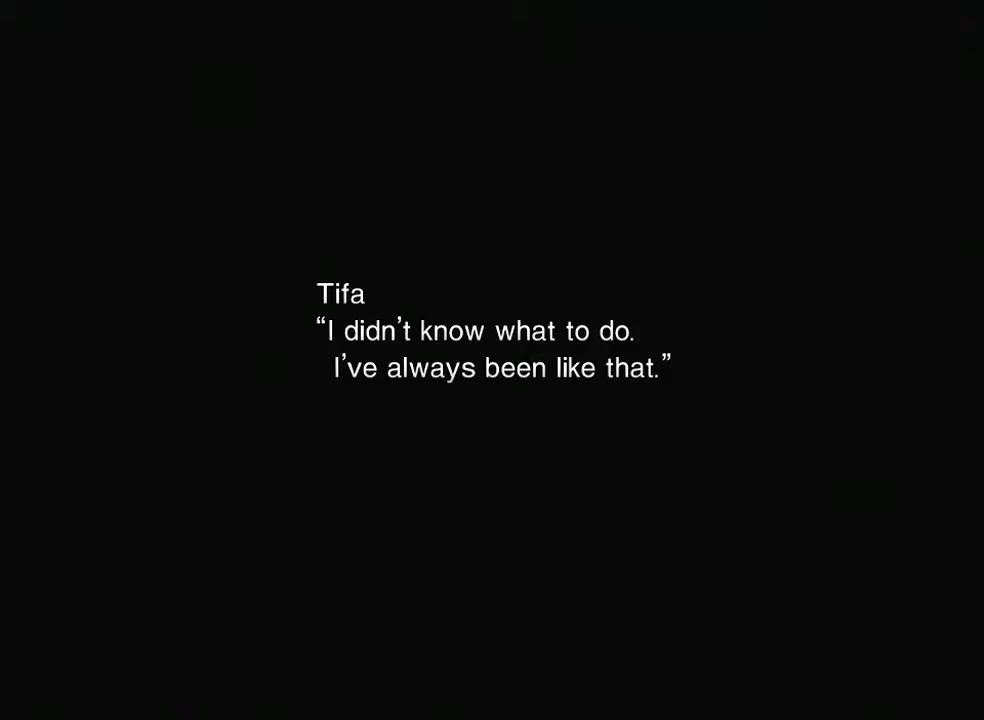 Tifa
“I didn’t know what to do.
I’ve always been like that.”